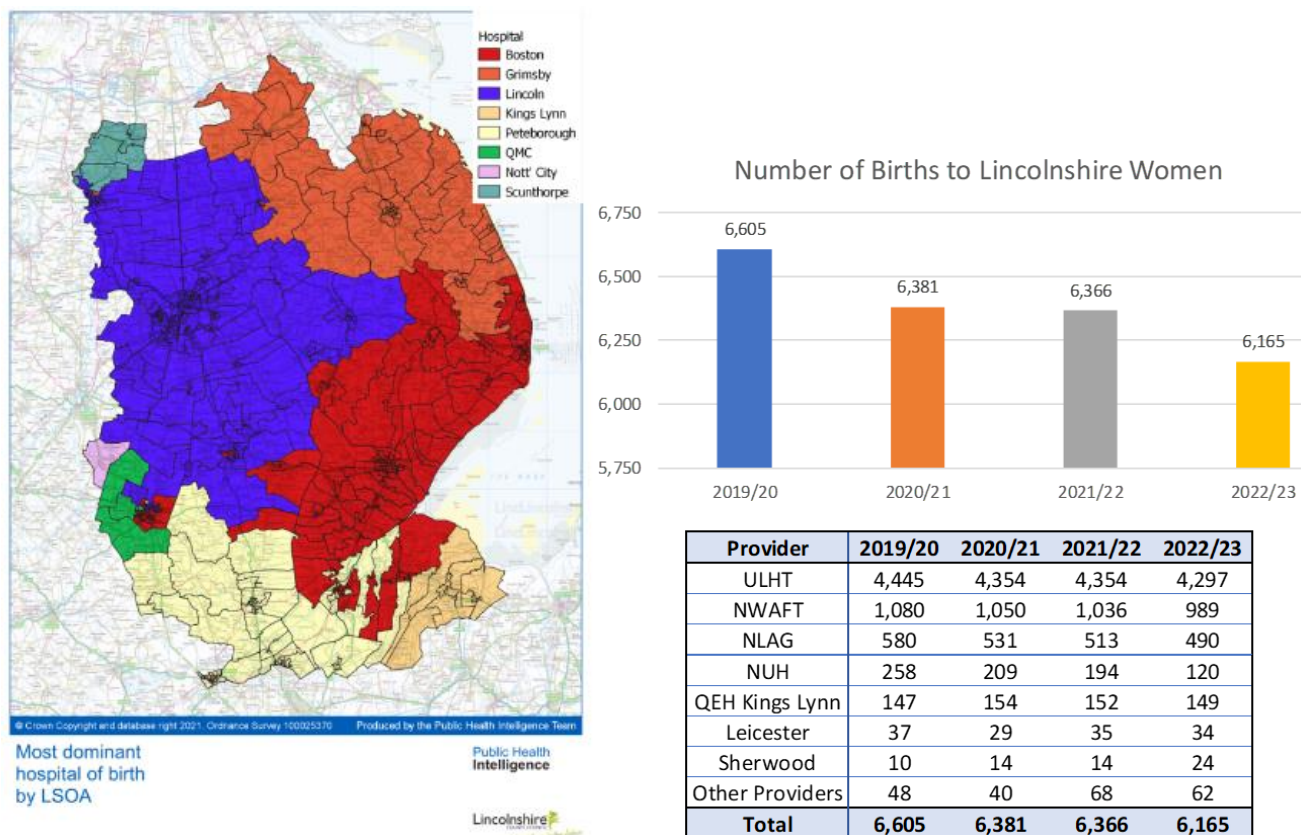 Hospital
Boston
Grimsby
Lincoln
Kings Lynn
Peteborough
QMC
Nott' City
Scunthorpe
© Crown Copyright and database right 2021. Ordnance Survey 100025370 Produced by the Public Health Intelligence Team
Most dominant
hospital of birth
by LSOA
Public Health
Intelligence
Lincolnshire
COUNTY COUNCIL
Number of Births to Lincolnshire Women
6,750
6,500
6,250
6,000
5,750
6,605
6,381
6,366
6,165
2019/20 2020/21 2021/22 2022/23
Provider 2019/20 2020/21 2021/22 2022/23
ULHT 4,445 4,354 4,354 4,297
NWAFT 1,080 1,050 1,036 989
NLAG 580 531 513 490
NUH 258 209 194 120
QEH Kings Lynn 147 154 152 149
Leicester 37 29 35 34
Sherwood 10 14 14 24
Other Providers 48 40 68 62
Total 6,605 6,381 6,366 6,165